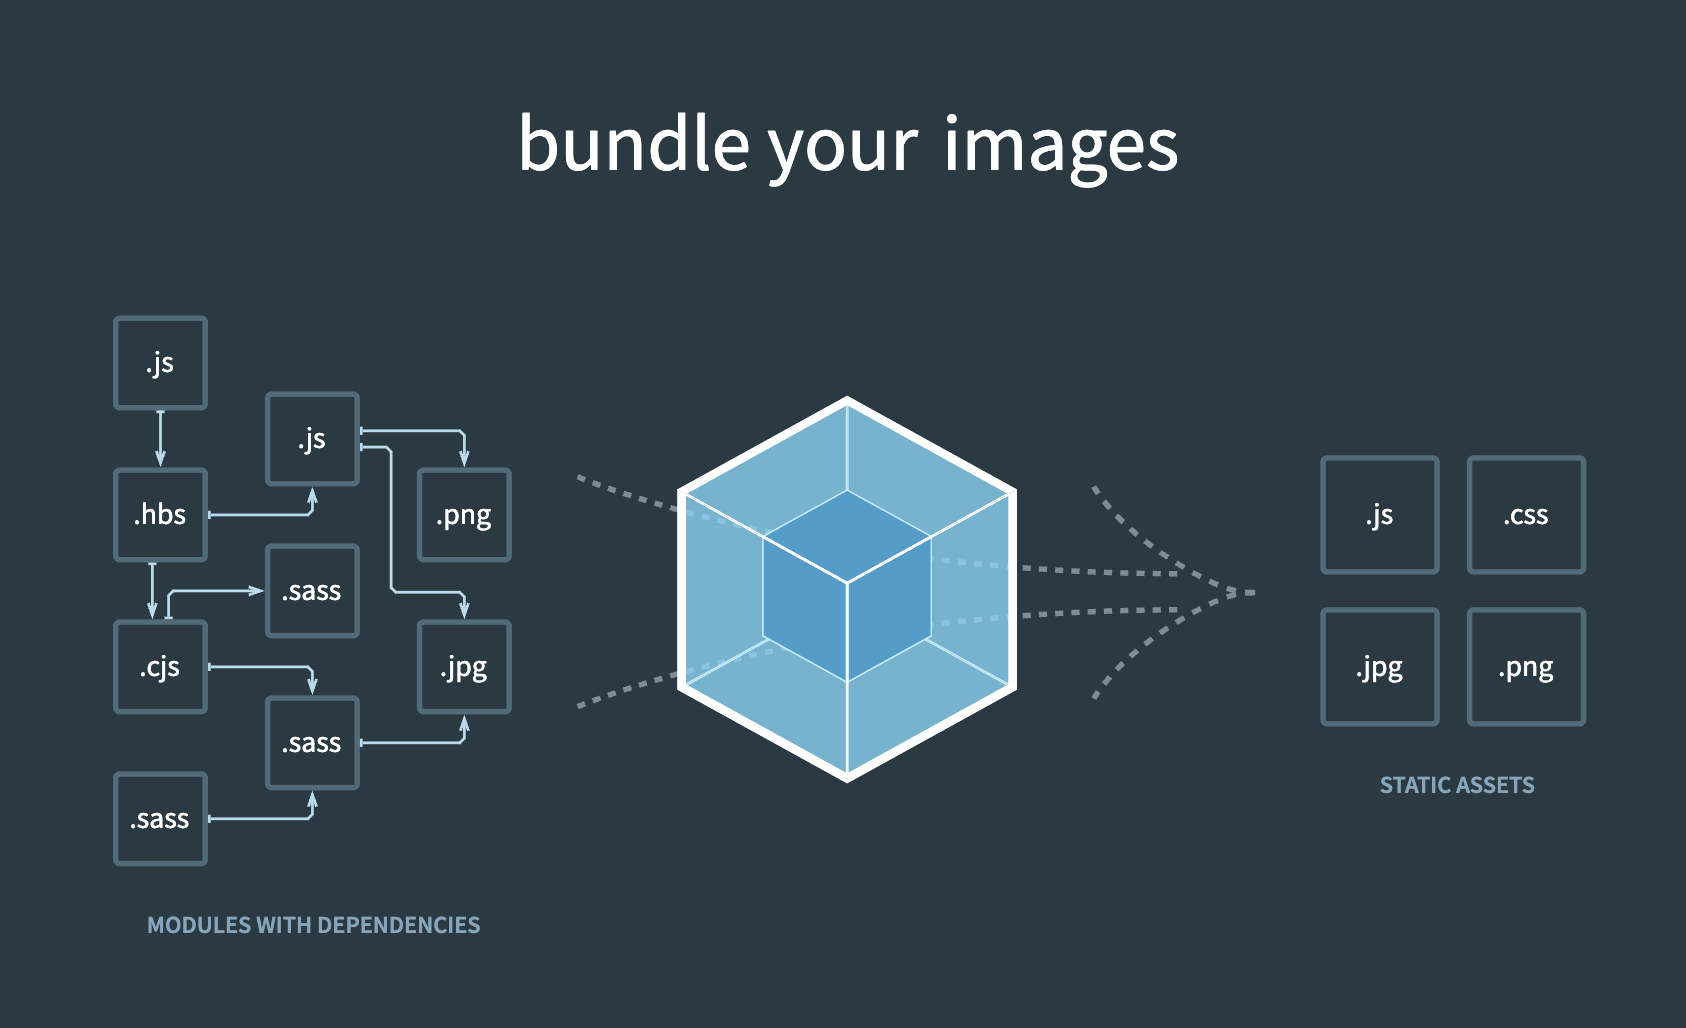 bundle your images
.js
.js
.hbs
.png
.sass
.cjs
.jpg
.sass
.sass
MODULES WITH DEPENDENCIES
.js
.css
.jpg
.png
STATIC ASSETS